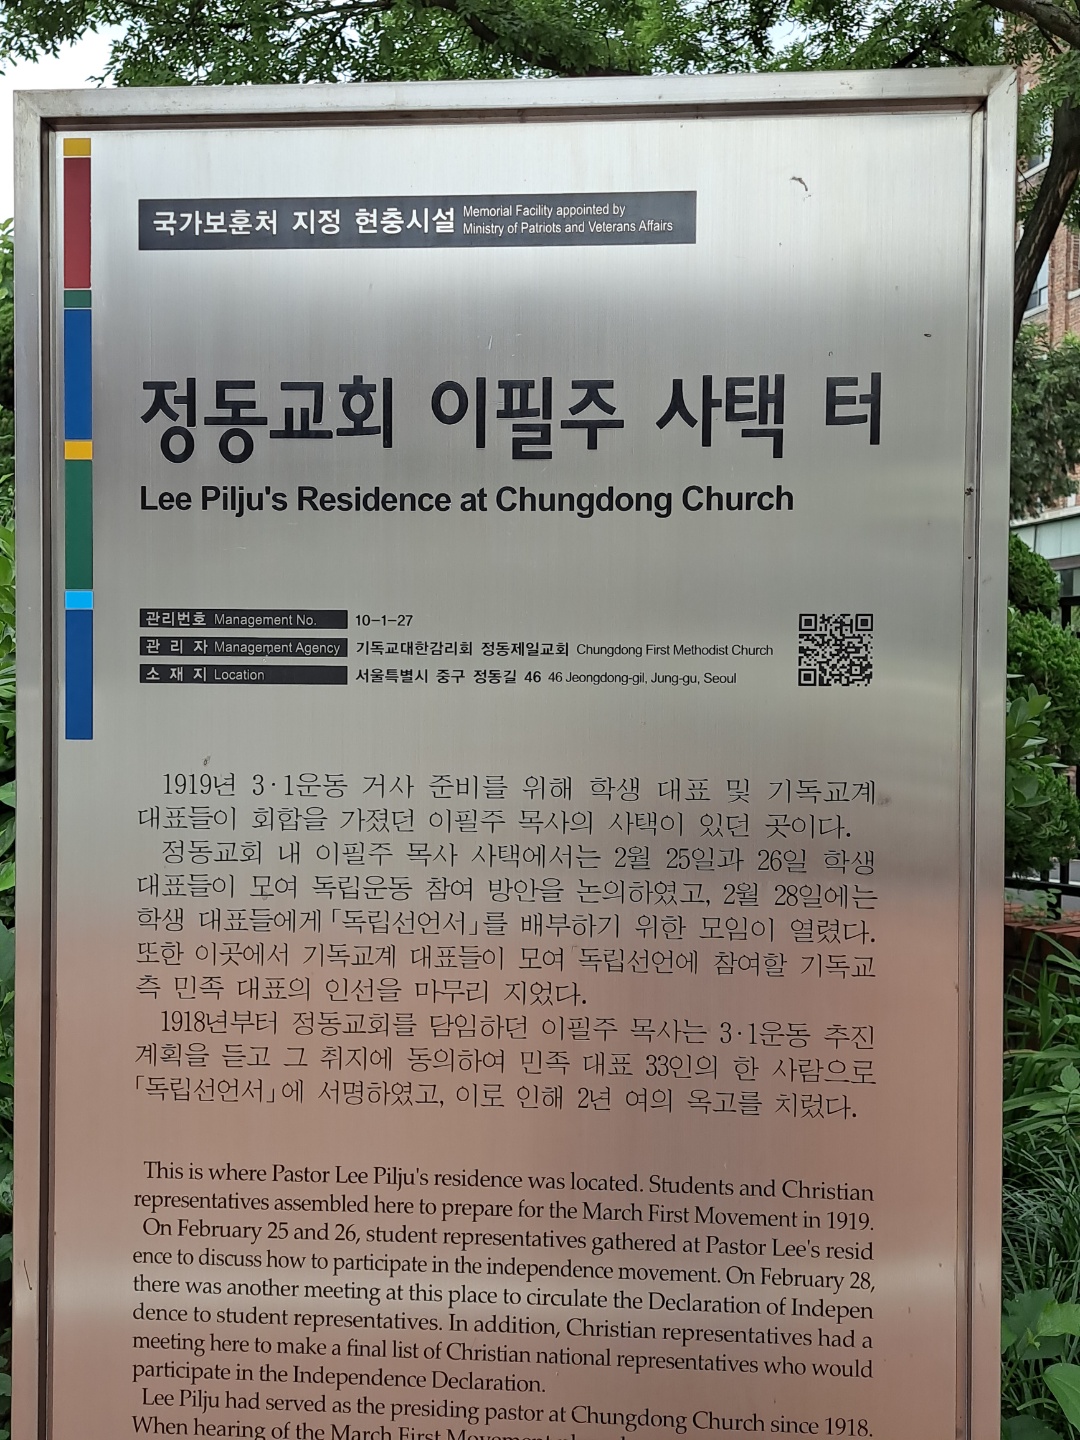 국가보훈처 지정 현충시설 Memorial Facility appointed by
Ministry of Patriots and Veterans Affairs
정동교회 이필주 사택 터
Lee Pilju's Residence at Chungdong Church
관리번호 Management No. 10-1-27
관 리 자 Management Agency 기독교대한감리회 정동제일교회 Chungdong First Methodist Church
소 재 지 Location 서울특별시 중구 정동길 46 46 Jeongdong-gil, Jung-gu, Seoul
1919년 3·1운동 거사 준비를 위해 학생 대표 및 기독교계
대표들이 회합을 가졌던 이필주 목사의 사택이 있던 곳이다.
정동교회 내 이필주 목사 사택에서는 2월 25일과 26일 학생
대표들이 모여 독립운동 참여 방안을 논의하였고, 2월 28일에는
학생 대표들에게「독립선언서」를 배부하기 위한 모임이 열렸다.
또한 이곳에서 기독교계 대표들이 모여 독립선언에 참여할 기독교
측 민족 대표의 인선을 마무리 지었다.
1918년부터 정동교회를 담임하던 이필주 목사는 3·1운동 추진
계획을 듣고 그 취지에 동의하여 민족 대표 33인의 한 사람으로
「독립선언서」에 서명하였고, 이로 인해 2년 여의 옥고를 치렀다.
This is where Pastor Lee Pilju's residence was located. Students and Christian
representatives assembled here to prepare for the March First Movement in 1919.
On February 25 and 26, student representatives gathered at Pastor Lee's resid
ence to discuss how to participate in the independence movement. On February 28,
there was another meeting at this place to circulate the Declaration of Indepen
dence to student representatives. In addition, Christian representatives had a
meeting here to make a final list of Christian national representatives who would
participate in the Independence Declaration.
Lee Pilju had served as the presiding pastor at Chungdong Church since 1918.
When hearing of the March First Movement